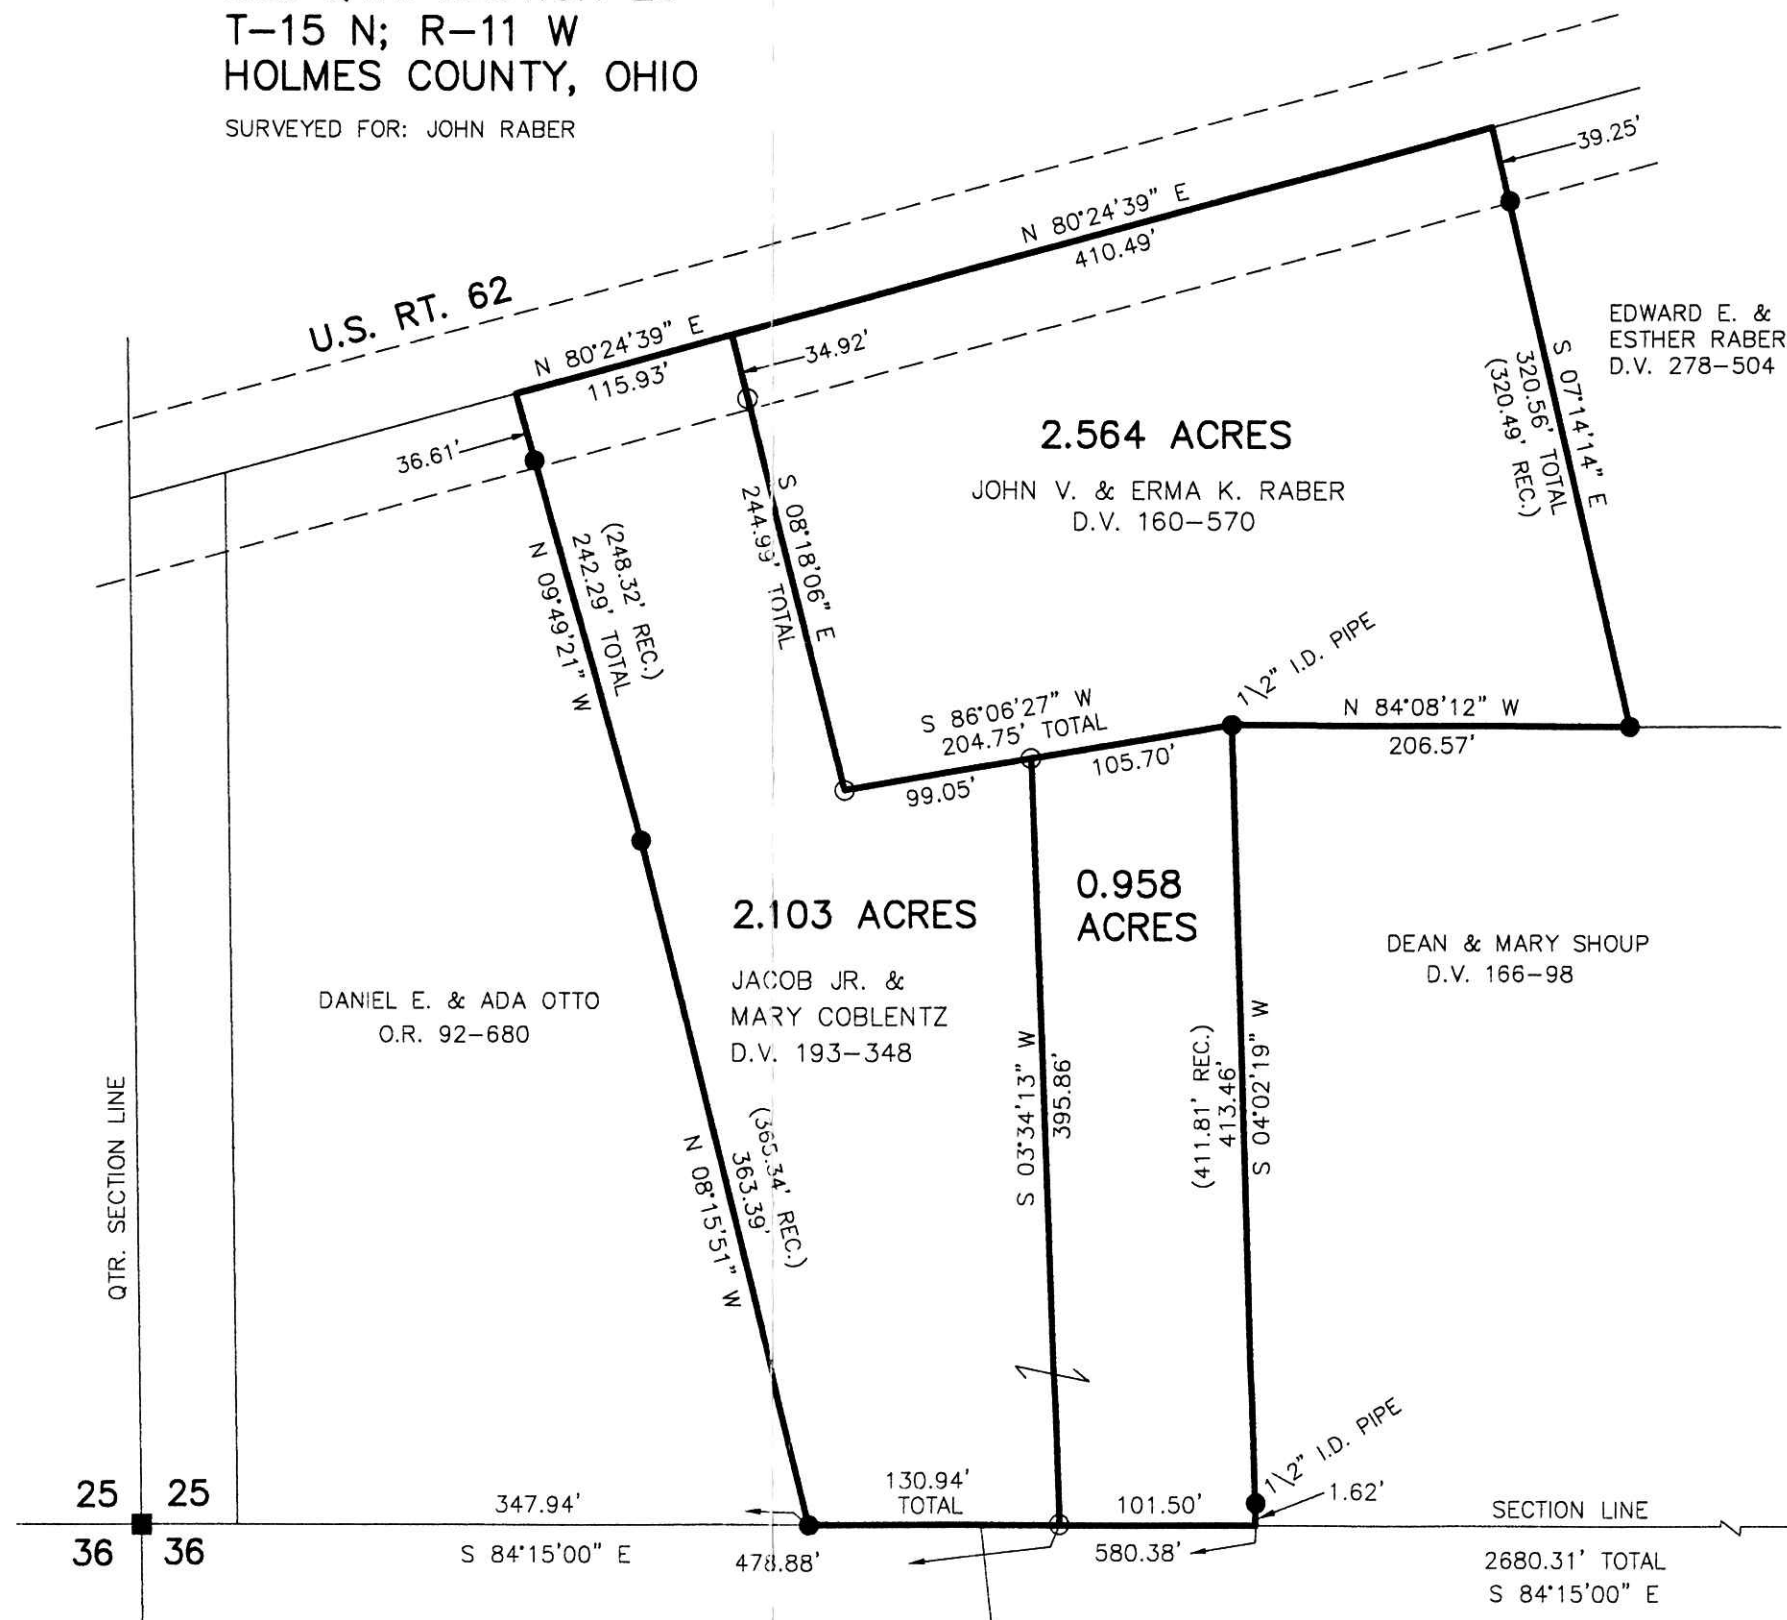 T-15 N; R-11 W
HOLMES COUNTY, OHIO
SURVEYED FOR: JOHN RABER
39.25'
N 80°24'39" E
410.49'
U.S. RT. 62
N 80°24'39" E
115.93'
34.92'
36.61'
EDWARD E. &
ESTHER RABER
D.V. 278-504
S 07°14'14" E
320.56' TOTAL
(320.49' REC.)
2.564 ACRES
JOHN V. & ERMA K. RABER
D.V. 160-570
S 08°18'06" E
244.99' TOTAL
(248.32' REC.)
242.29' TOTAL
N 09°49'21" W
1\2" I.D. PIPE
S 86°06'27" W
204.75' TOTAL
N 84°08'12" W
206.57'
105.70'
99.05'
0.958
ACRES
2.103 ACRES
JACOB JR. &
MARY COBLENTZ
D.V. 193-348
DEAN & MARY SHOUP
D.V. 166-98
DANIEL E. & ADA OTTO
O.R. 92-680
S 03°34'13" W
395.86'
(411.81' REC.)
413.46'
S 04°02'19" W
QTR. SECTION LINE
(365.34' REC.)
363.39'
N 08°15'51" W
1\2" I.D. PIPE
1.62'
25 25
36 36
347.94'
S 84°15'00" E
130.94'
TOTAL
101.50'
478.88'
580.38'
SECTION LINE
2680.31' TOTAL
S 84°15'00" E